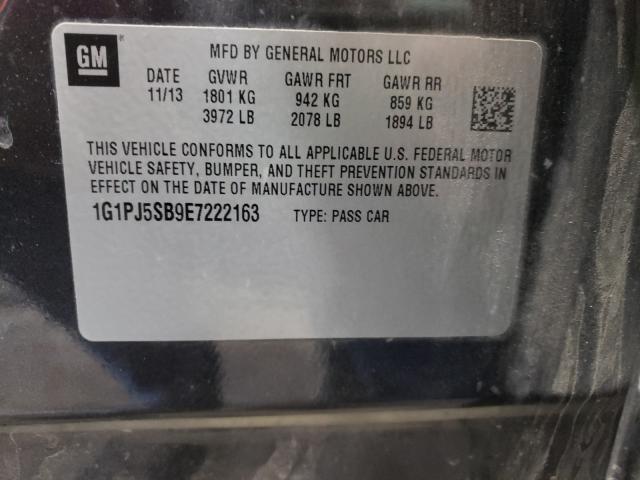 GM
MFD BY GENERAL MOTORS LLC
DATE GVWR GAWR FRT GAWR RR
11/13 1801 KG 942 KG 859 KG
3972 LB 2078 LB 1894 LB
THIS VEHICLE CONFORMS TO ALL APPLICABLE U.S. FEDERAL MOTOR
VEHICLE SAFETY, BUMPER, AND THEFT PREVENTION STANDARDS IN
EFFECT ON THE DATE OF MANUFACTURE SHOWN ABOVE.
1G1PJ5SB9E7222163 TYPE: PASS CAR